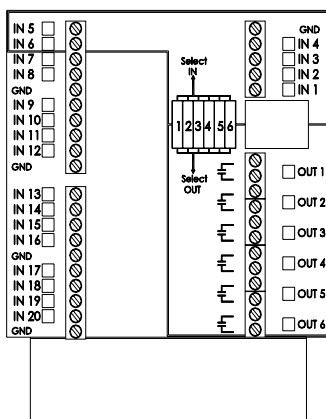 IN 5
IN 6
IN 7
IN 8
GND
IN 9
IN 10
IN 11
IN 12
GND
IN 13
IN 14
IN 15
IN 16
GND
IN 17
IN 18
IN 19
IN 20
GND
Select
IN
1 2 3 4 5 6
Select
OUT
GND
IN 4
IN 3
IN 2
IN 1
OUT 1
OUT 2
OUT 3
OUT 4
OUT 5
OUT 6